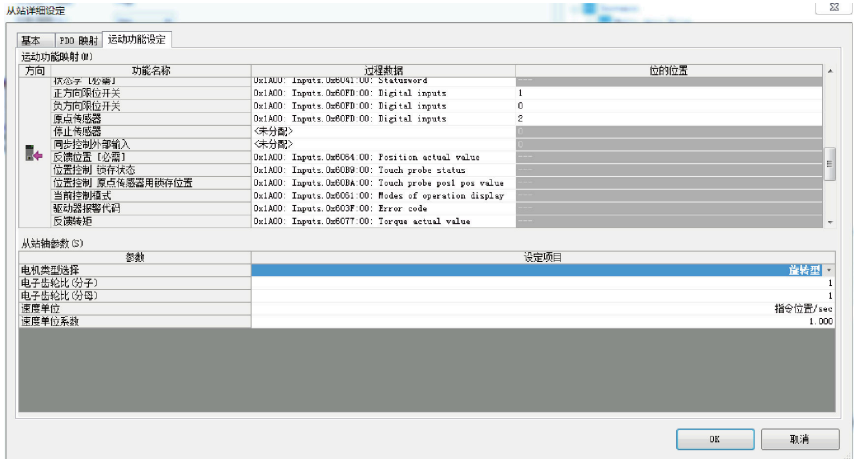 从站详细设定
基本 PDO 映射 运动功能设定
运动功能映射(M)
方向 功能名称 过程数据 位的位置
状态字 [必需] 0x1A00: Inputs.0x6041:00: Statusword ---
正方向限位开关 0x1A00: Inputs.0x60FD:00: Digital inputs 1
负方向限位开关 0x1A00: Inputs.0x60FD:00: Digital inputs 0
原点传感器 0x1A00: Inputs.0x60FD:00: Digital inputs 2
停止传感器 <未分配> 0
同步控制外部输入 <未分配> 0
反馈位置 [必需] 0x1A00: Inputs.0x6064:00: Position actual value ---
位置控制 锁存状态 0x1A00: Inputs.0x60B9:00: Touch probe status ---
位置控制 原点传感器用锁存位置 0x1A00: Inputs.0x60BA:00: Touch probe pos1 pos value ---
当前控制模式 0x1A00: Inputs.0x6061:00: Modes of operation display ---
驱动器报警代码 0x1A00: Inputs.0x603F:00: Error code ---
反馈转矩 0x1A00: Inputs.0x6077:00: Torque actual value ---
从站轴参数(S)
参数 设定项目
电机类型选择 旋转型
电子齿轮比(分子) 1
电子齿轮比(分母) 1
速度单位 指令位置/sec
速度单位系数 1.000
OK 取消